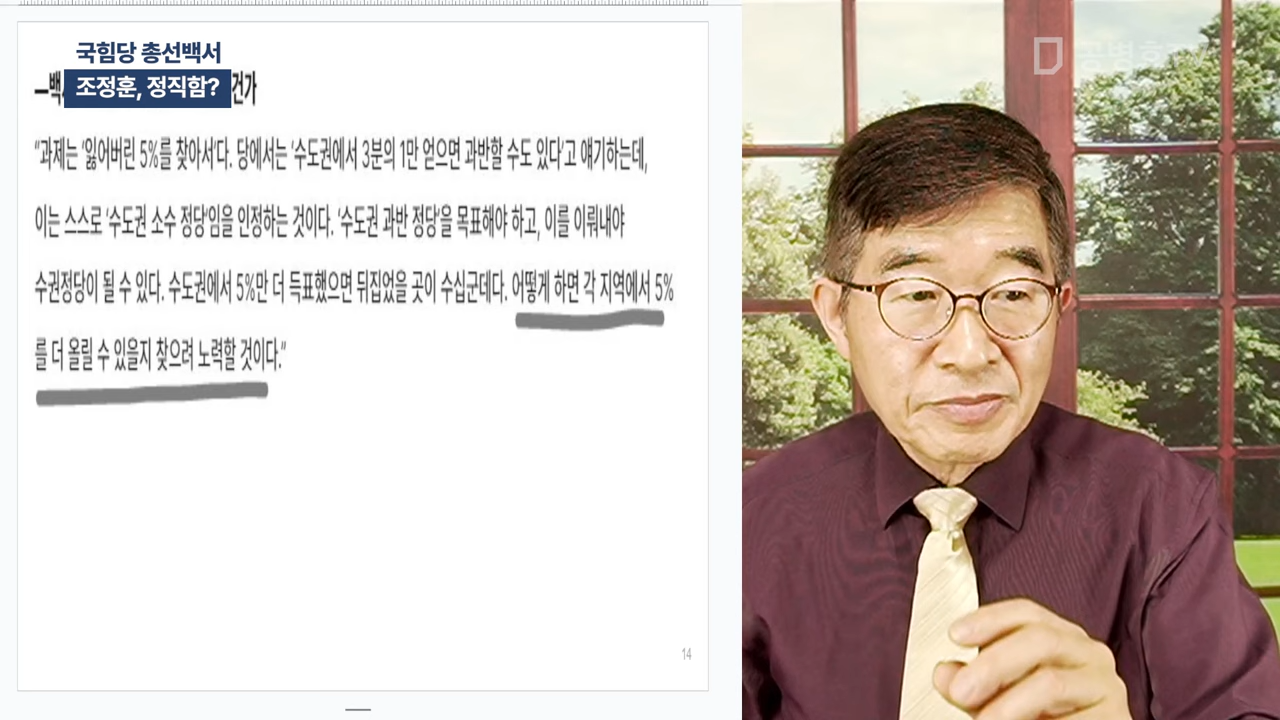 국힘당 총선백서
조정훈, 정직함?
건가
“과제는 ‘잃어버린 5%를 찾아서’다. 당에서는 ‘수도권에서 3분의 1만 얻으면 과반할 수도 있다’고 얘기하는데,
이는 스스로 ‘수도권 소수 정당’임을 인정하는 것이다. ‘수도권 과반 정당’을 목표해야 하고, 이를 이뤄내야
수권정당이 될 수 있다. 수도권에서 5%만 더 득표했으면 뒤집었을 곳이 수십군데다. 어떻게 하면 각 지역에서 5%
를 더 올릴 수 있을지 찾으려 노력할 것이다.”
14